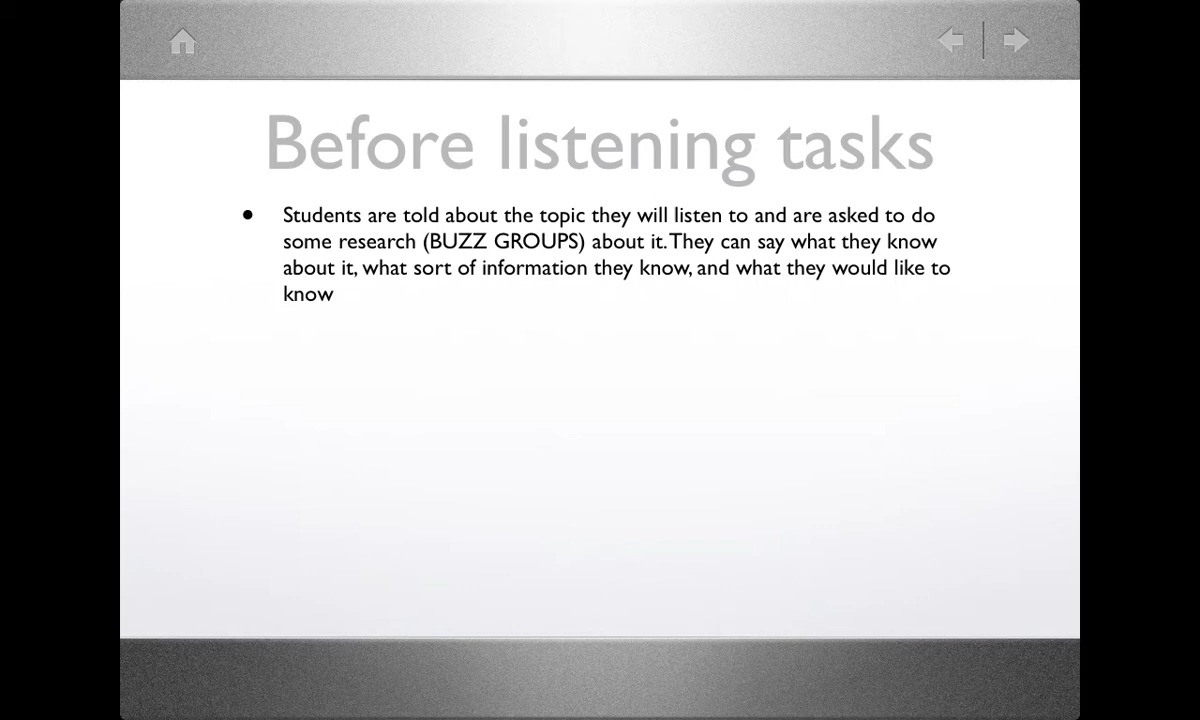 Before listening tasks
• Students are told about the topic they will listen to and are asked to do
some research (BUZZ GROUPS) about it. They can say what they know
about it, what sort of information they know, and what they would like to
know